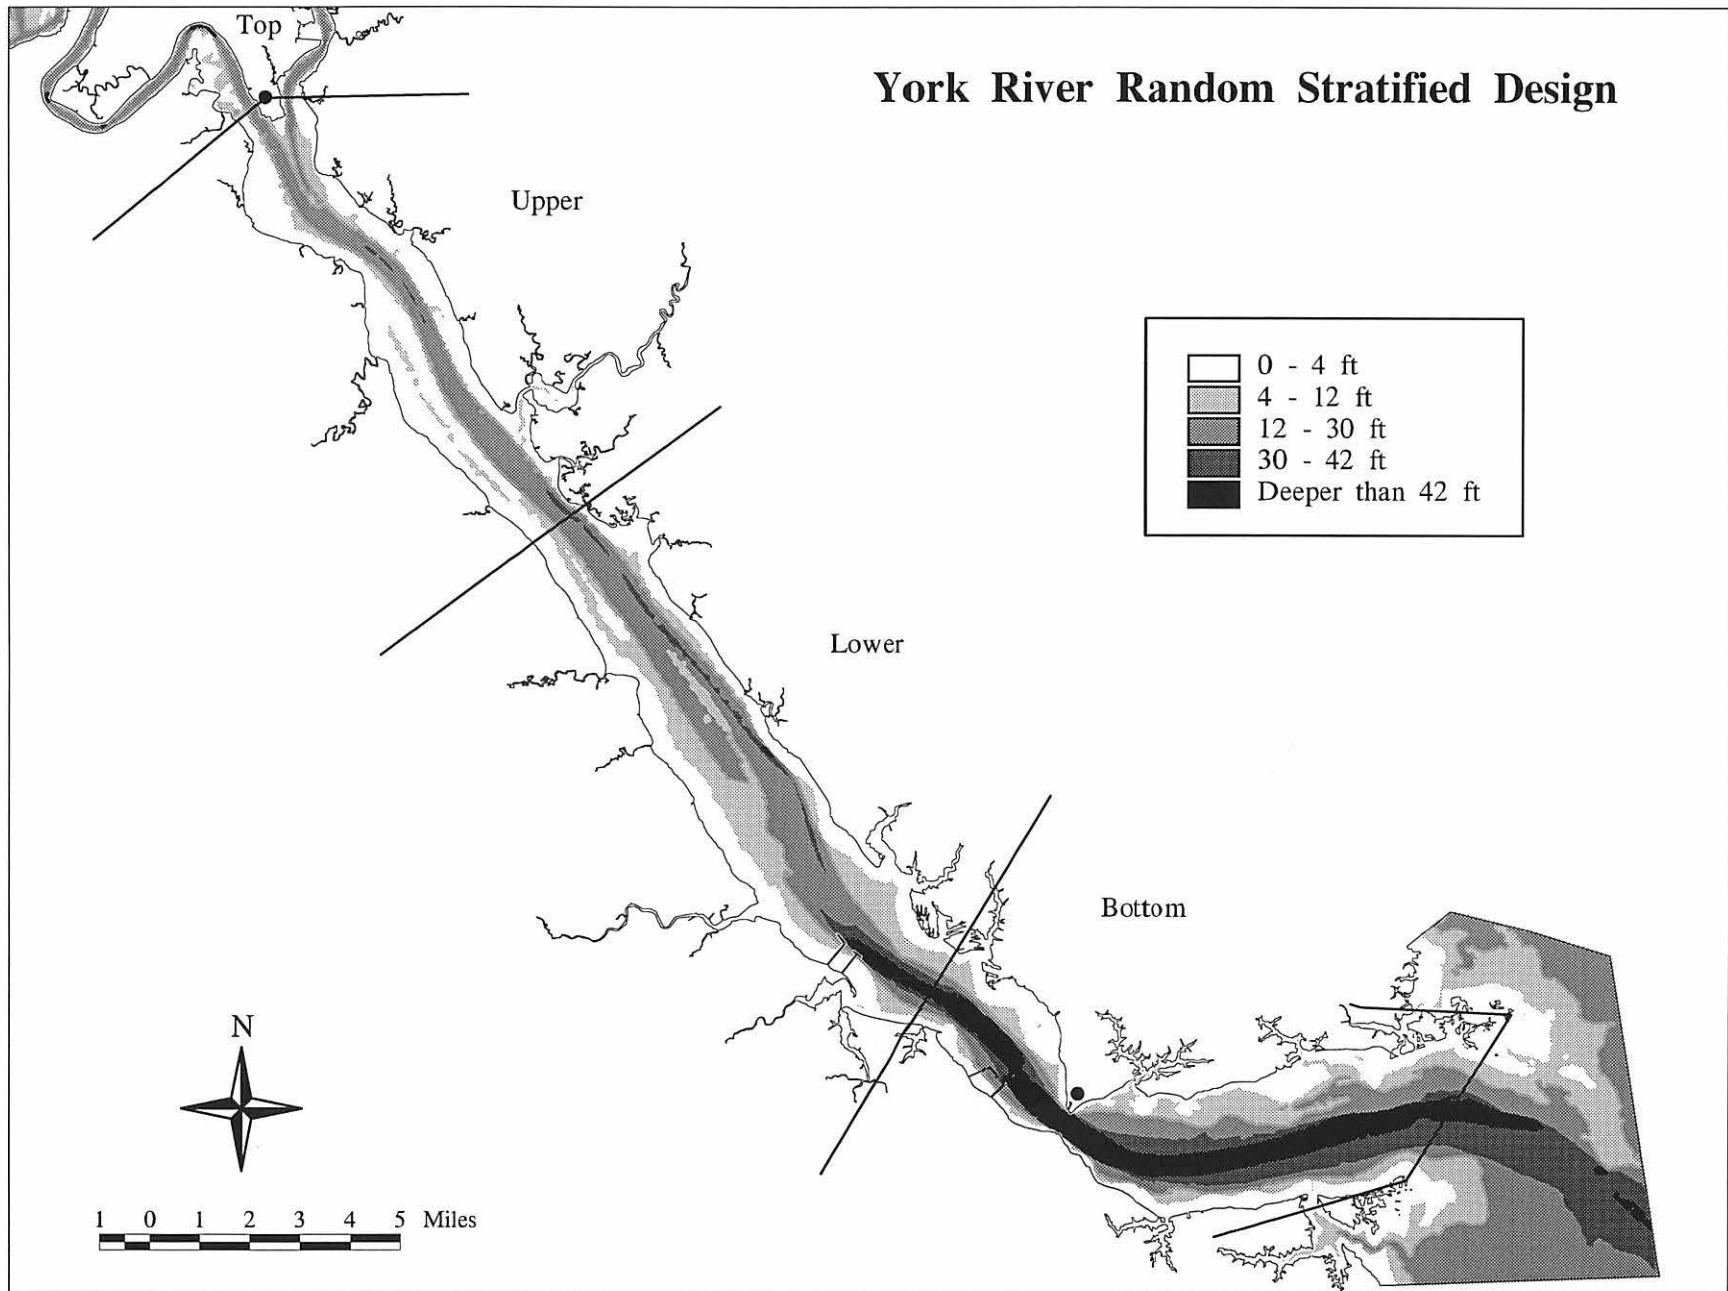 Top
York River Random Stratified Design
Upper
0 - 4 ft
4 - 12 ft
12 - 30 ft
30 - 42 ft
Deeper than 42 ft
Lower
Bottom
N
1 0 1 2 3 4 5 Miles